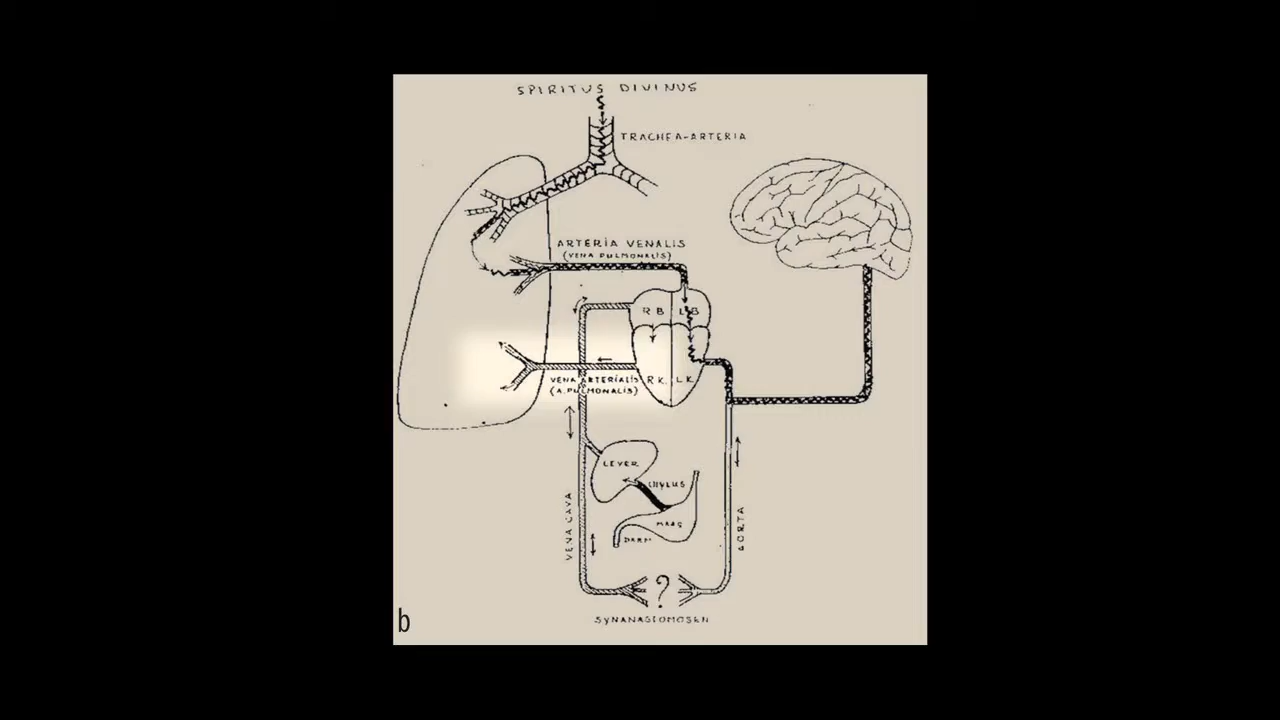 SPIRITUS DIVINUS
TRACHEA-ARTERIA
ARTERIA VENALIS
(VENA PULMONALIS)
R B L B
VENA ARTERIALIS
(A. PULMONALIS)
R K. L K.
LEVER
CHYLUS
MAAG
DARM
VENA CAVA
AORTA
?
SYNANASTOMOSEN
b